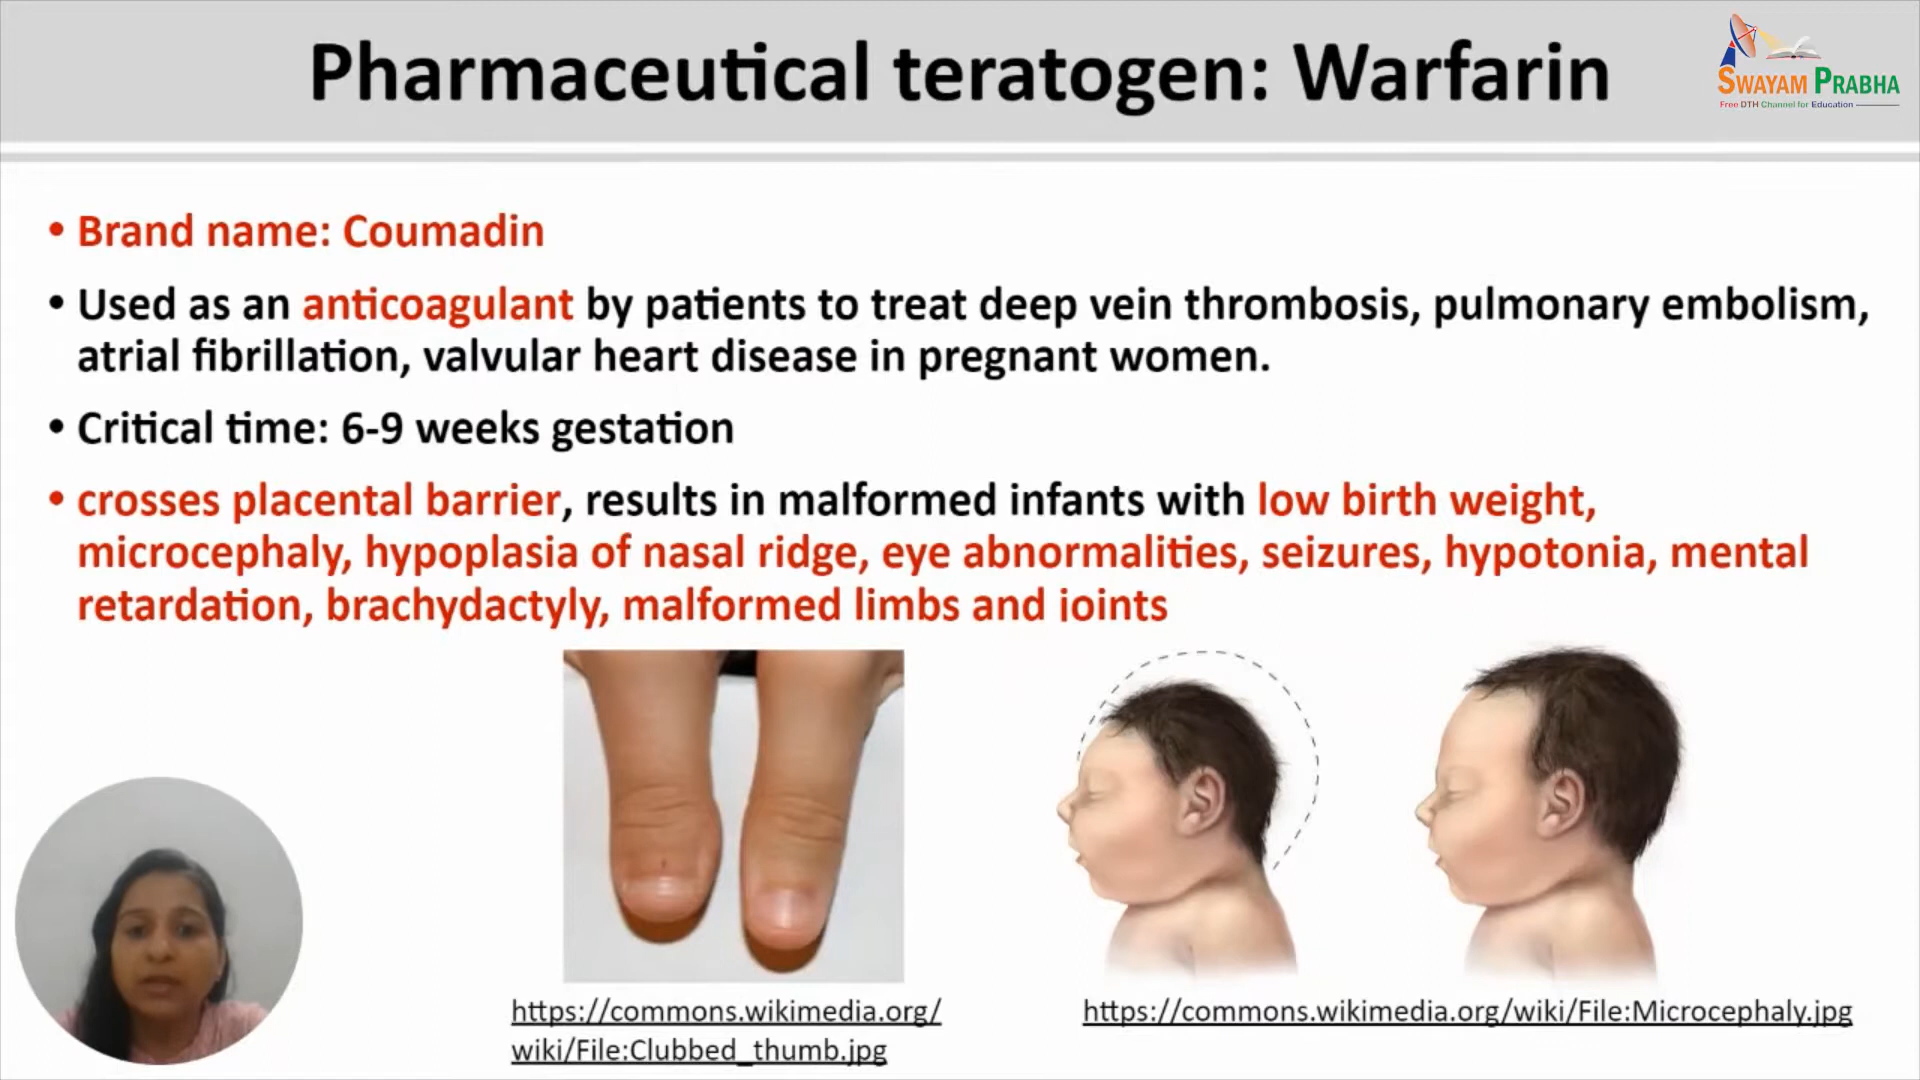 Pharmaceutical teratogen: Warfarin
SWAYAM PRABHA
Free DTH Channel for Education
• Brand name: Coumadin
• Used as an anticoagulant by patients to treat deep vein thrombosis, pulmonary embolism,
atrial fibrillation, valvular heart disease in pregnant women.
• Critical time: 6-9 weeks gestation
• crosses placental barrier, results in malformed infants with low birth weight,
microcephaly, hypoplasia of nasal ridge, eye abnormalities, seizures, hypotonia, mental
retardation, brachydactyly, malformed limbs and joints
https://commons.wikimedia.org/
wiki/File:Clubbed_thumb.jpg
https://commons.wikimedia.org/wiki/File:Microcephaly.jpg